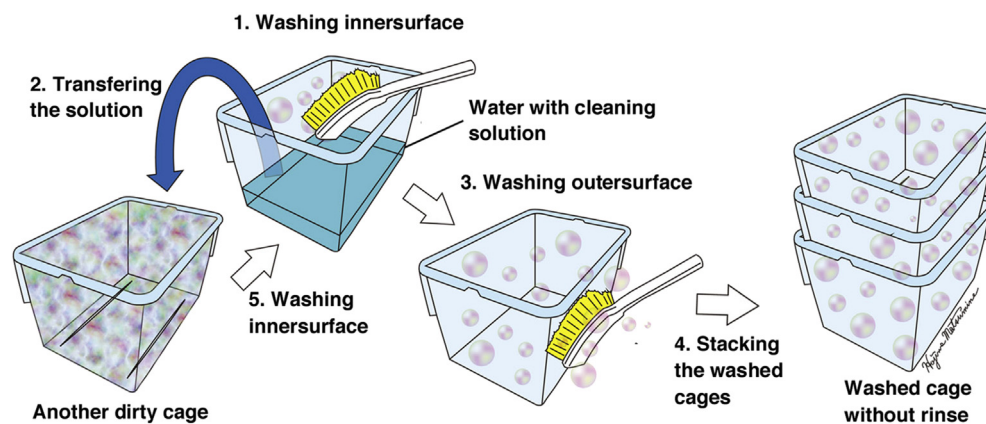 1. Washing innersurface
2. Transfering
the solution
Water with cleaning
solution
3. Washing outersurface
5. Washing
innersurface
4. Stacking
the washed
cages
Another dirty cage
Washed cage
without rinse